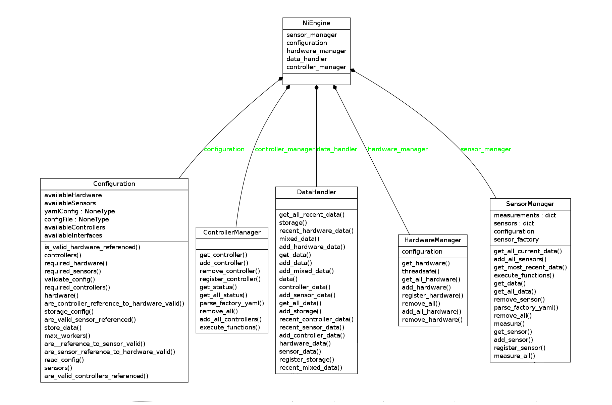 NiEngine
sensor_manager
configuration
hardware_manager
data_handler
controller_manager
configuration
controller_manager
data_handler
hardware_manager
sensor_manager
Configuration
availableHardware
availableSensors
yamlConfig : NoneType
configFile : NoneType
availableControllers
availableInterfaces
is_valid_hardware_referenced()
controllers()
required_hardware()
required_sensors()
validate_config()
required_controllers()
hardware()
are_controller_reference_to_hardware_valid()
storage_config()
are_valid_sensor_referenced()
store_data()
max_workers()
are__reference_to_sensor_valid()
are_sensor_reference_to_hardware_valid()
read_config()
sensors()
are_valid_controllers_referenced()
ControllerManager
get_controller()
add_controller()
remove_controller()
register_controller()
get_status()
get_all_status()
parse_factory_yaml()
remove_all()
add_all_controllers()
execute_functions()
DataHandler
get_all_recent_data()
storage()
recent_hardware_data()
mixed_data()
add_hardware_data()
get_data()
add_data()
add_mixed_data()
data()
controller_data()
add_sensor_data()
get_all_data()
add_storage()
recent_controller_data()
recent_sensor_data()
add_controller_data()
hardware_data()
sensor_data()
register_storage()
recent_mixed_data()
HardwareManager
configuration
get_hardware()
threadsafe()
get_all_hardware()
add_hardware()
register_hardware()
remove_all()
add_all_hardware()
remove_hardware()
SensorManager
measurements : dict
sensors : dict
configuration
sensor_factory
get_all_current_data()
add_all_sensors()
get_most_recent_data()
execute_functions()
get_data()
get_all_data()
remove_sensor()
parse_factory_yaml()
remove_all()
measure()
get_sensor()
add_sensor()
register_sensor()
measure_all()